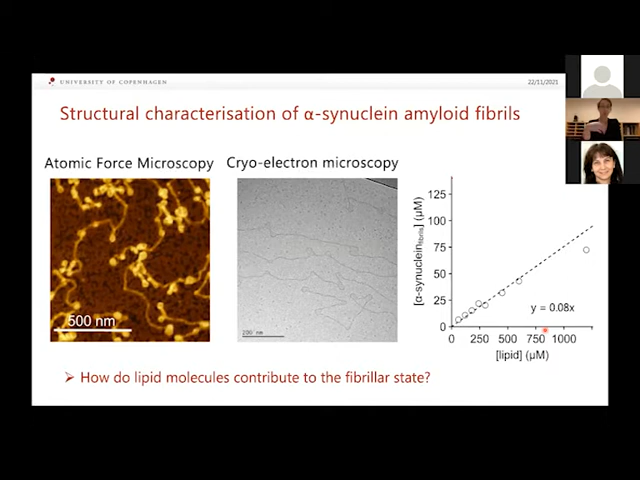 UNIVERSITY OF COPENHAGEN
22/11/2021
Structural characterisation of α-synuclein amyloid fibrils
Atomic Force Microscopy
Cryo-electron microscopy
500 nm
200 nm
[α-synuclein fibrils] (µM)
125
100
75
50
25
0
y = 0.08x
0 250 500 750 1000
[lipid] (µM)
➢ How do lipid molecules contribute to the fibrillar state?